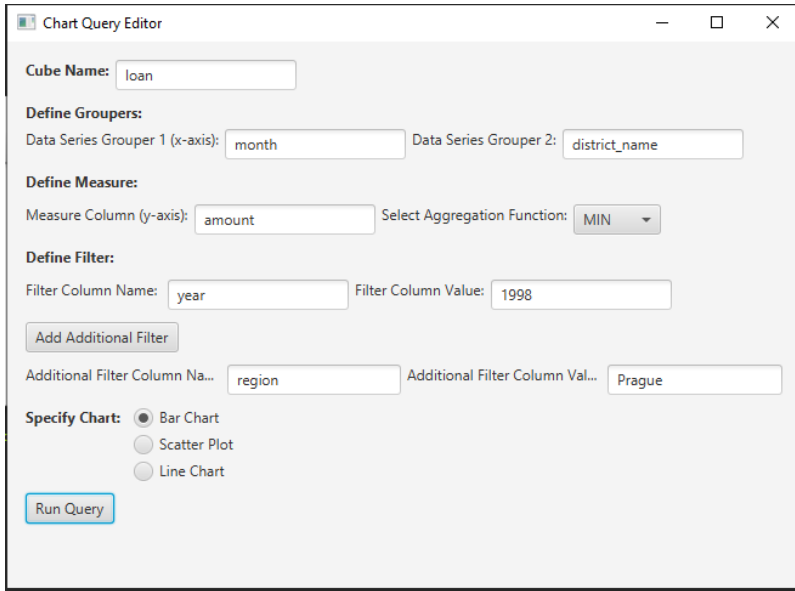 Chart Query Editor
Cube Name: loan
Define Groupers:
Data Series Grouper 1 (x-axis): month Data Series Grouper 2: district_name
Define Measure:
Measure Column (y-axis): amount Select Aggregation Function: MIN
Define Filter:
Filter Column Name: year Filter Column Value: 1998
Add Additional Filter
Additional Filter Column Na... region Additional Filter Column Val... Prague
Specify Chart: Bar Chart
Scatter Plot
Line Chart
Run Query